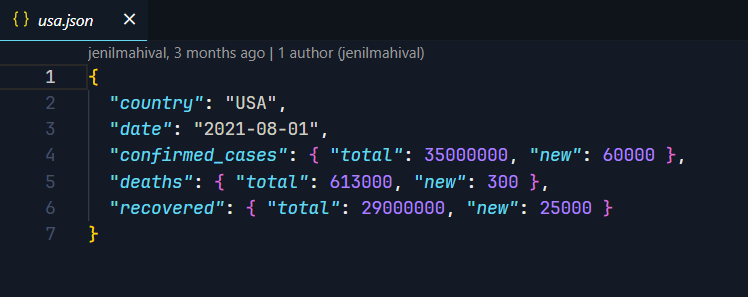 {} usa.json ×
jenilmahival, 3 months ago | 1 author (jenilmahival)
1 {
2 "country": "USA",
3 "date": "2021-08-01",
4 "confirmed_cases": { "total": 35000000, "new": 60000 },
5 "deaths": { "total": 613000, "new": 300 },
6 "recovered": { "total": 29000000, "new": 25000 }
7 }